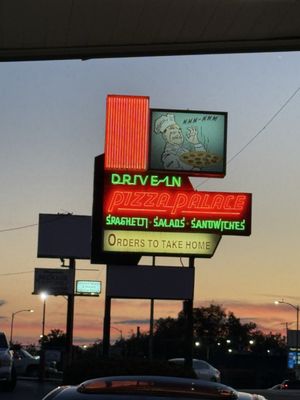 MMM-MMM
DRIVE-IN
PIZZA PALACE
SPAGHETTI · SALADS · SANDWICHES
ORDERS TO TAKE HOME